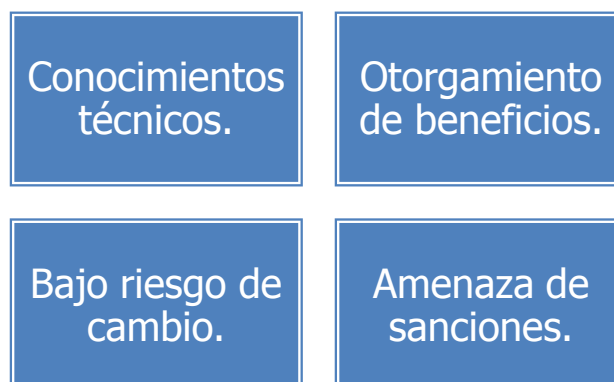 Conocimientos
técnicos.
Otorgamiento
de beneficios.
Bajo riesgo de
cambio.
Amenaza de
sanciones.